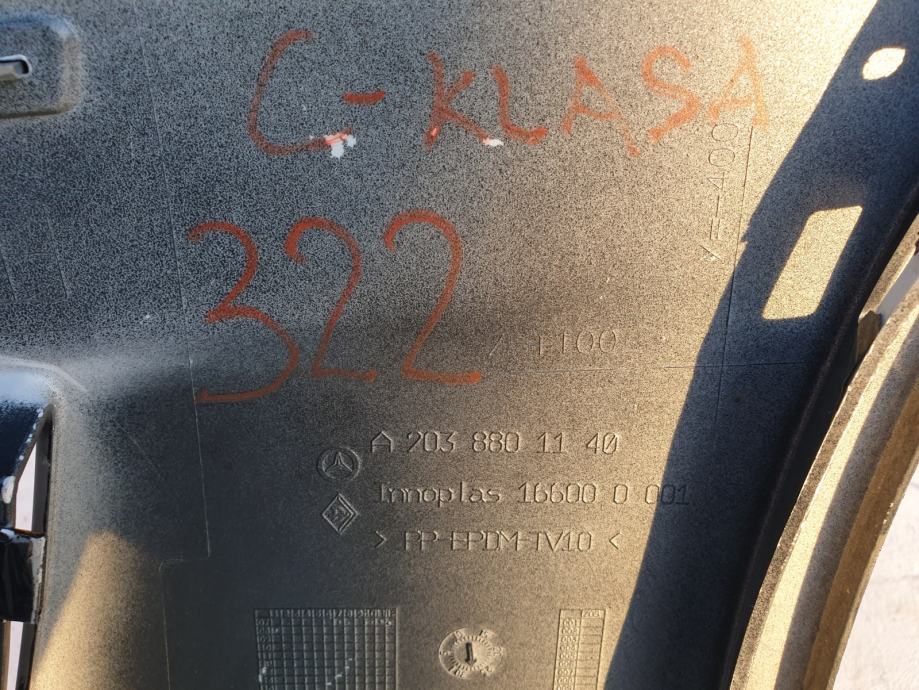 C-KLASA
322
A 203 880 11 40
Innoplas 16600 0 001
> PP-EPDM-TV10 <